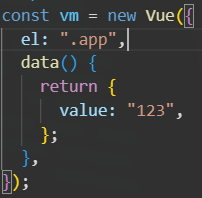 const vm = new Vue({
  el: ".app",
  data() {
    return {
      value: "123",
    };
  },
});